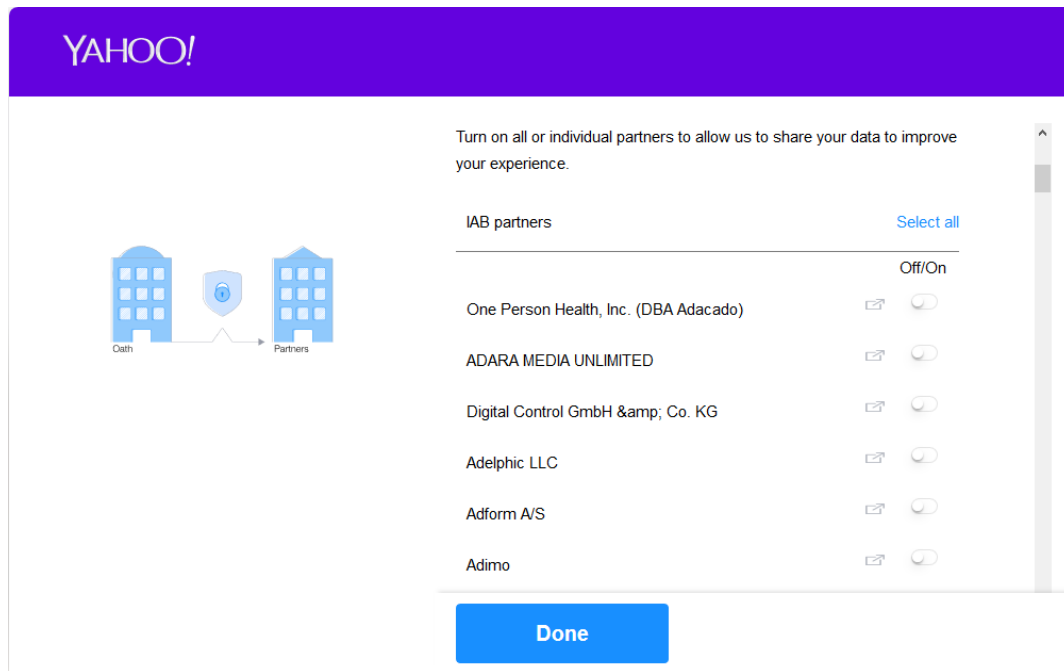 YAHOO!
Turn on all or individual partners to allow us to share your data to improve
your experience.
IAB partners
Select all
Off/On
One Person Health, Inc. (DBA Adacado)
ADARA MEDIA UNLIMITED
Digital Control GmbH &amp; Co. KG
Adelphic LLC
Adform A/S
Adimo
Oath
Partners
Done